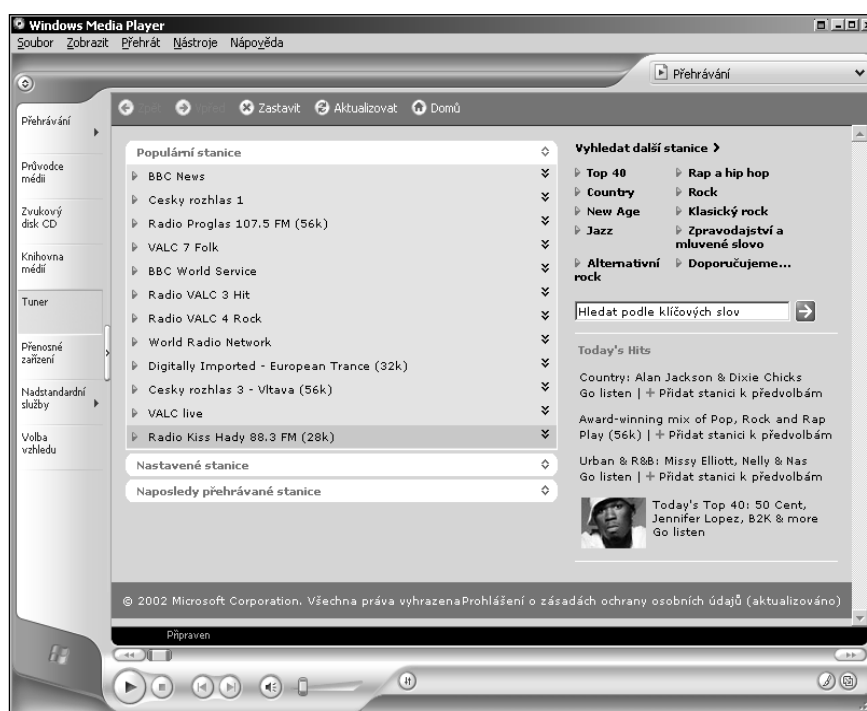 Windows Media Player
Soubor Zobrazit Přehrát Nástroje Nápověda
Přehrávání
Zpět Vpřed Zastavit Aktualizovat Domů
Přehrávání
Průvodce
médii
Zvukový
disk CD
Knihovna
médií
Tuner
Přenosné
zařízení
Nadstandardní
služby
Volba
vzhledu
Populární stanice
BBC News
Cesky rozhlas 1
Radio Proglas 107.5 FM (56k)
VALC 7 Folk
BBC World Service
Radio VALC 3 Hit
Radio VALC 4 Rock
World Radio Network
Digitally Imported - European Trance (32k)
Cesky rozhlas 3 - Vltava (56k)
VALC live
Radio Kiss Hady 88.3 FM (28k)
Nastavené stanice
Naposledy přehrávané stanice
Vyhledat další stanice
Top 40 Rap a hip hop
Country Rock
New Age Klasický rock
Jazz Zpravodajství a
mluvené slovo
Alternativní Doporučujeme...
rock
Hledat podle klíčových slov
Today's Hits
Country: Alan Jackson & Dixie Chicks
Go listen | + Přidat stanici k předvolbám
Award-winning mix of Pop, Rock and Rap
Play (56k) | + Přidat stanici k předvolbám
Urban & R&B: Missy Elliott, Nelly & Nas
Go listen | + Přidat stanici k předvolbám
Today's Top 40: 50 Cent,
Jennifer Lopez, B2K & more
Go listen
© 2002 Microsoft Corporation. Všechna práva vyhrazenaProhlášení o zásadách ochrany osobních údajů (aktualizováno)
Připraven